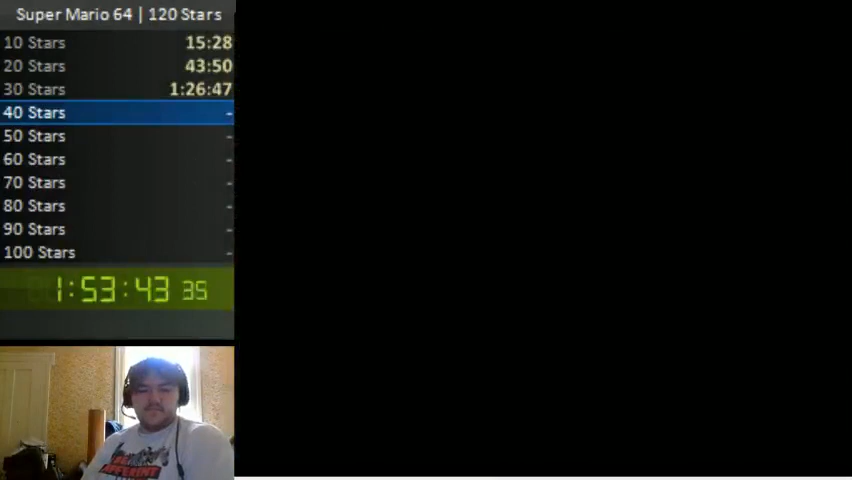 Super Mario 64 | 120 Stars
10 Stars 15:28
20 Stars 43:50
30 Stars 1:26:47
40 Stars -
50 Stars -
60 Stars -
70 Stars -
80 Stars -
90 Stars -
100 Stars -
1:53:43 35
DIFFERENT